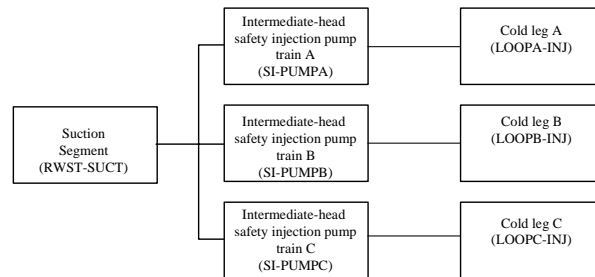 Intermediate-head
safety injection pump
train A
(SI-PUMPA)
Cold leg A
(LOOPA-INJ)
Suction
Segment
(RWST-SUCT)
Intermediate-head
safety injection pump
train B
(SI-PUMPB)
Cold leg B
(LOOPB-INJ)
Intermediate-head
safety injection pump
train C
(SI-PUMPC)
Cold leg C
(LOOPC-INJ)